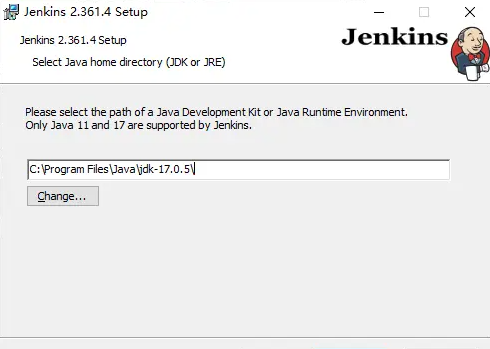 Jenkins 2.361.4 Setup
Jenkins 2.361.4 Setup
Jenkins
Select Java home directory (JDK or JRE)
Please select the path of a Java Development Kit or Java Runtime Environment.
Only Java 11 and 17 are supported by Jenkins.
C:\Program Files\Java\jdk-17.0.5\
Change...